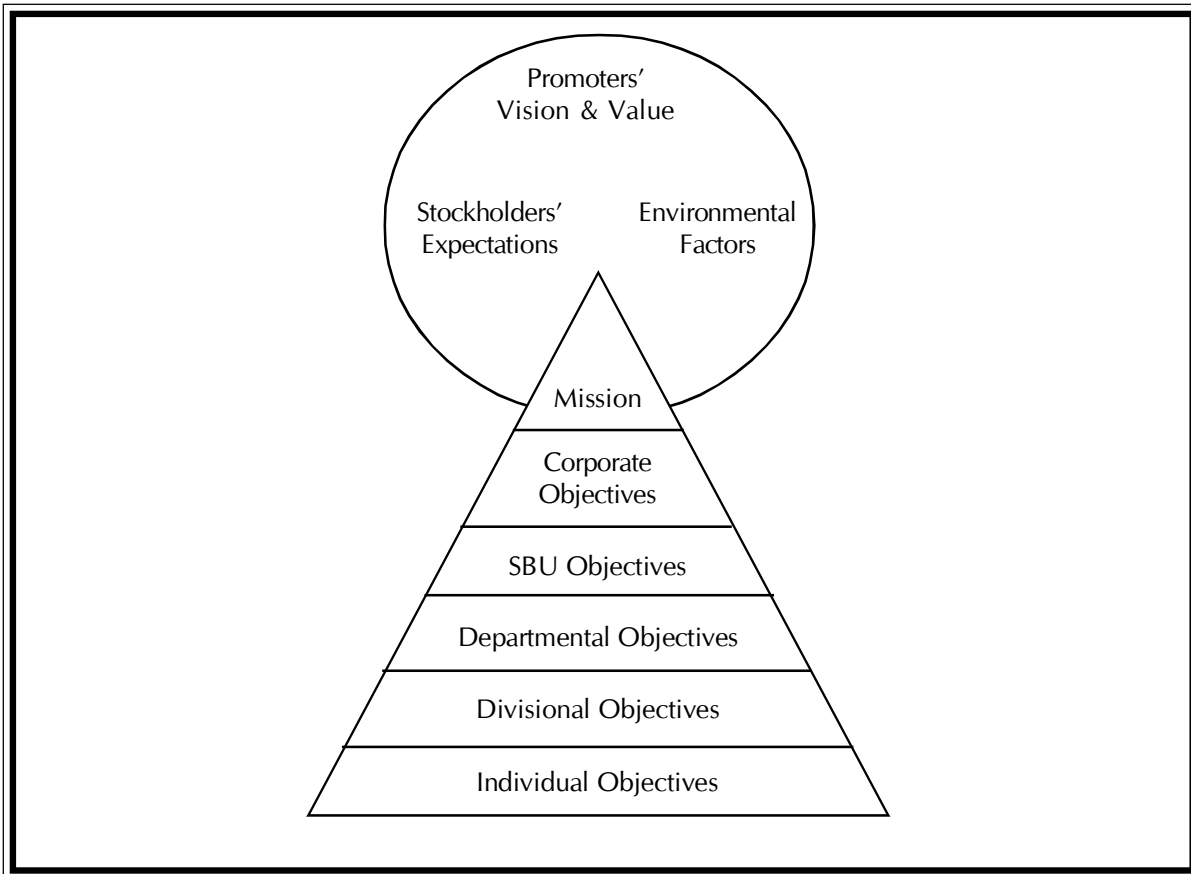 Promoters'
Vision & Value
Stockholders'
Expectations
Environmental
Factors
Mission
Corporate
Objectives
SBU Objectives
Departmental Objectives
Divisional Objectives
Individual Objectives